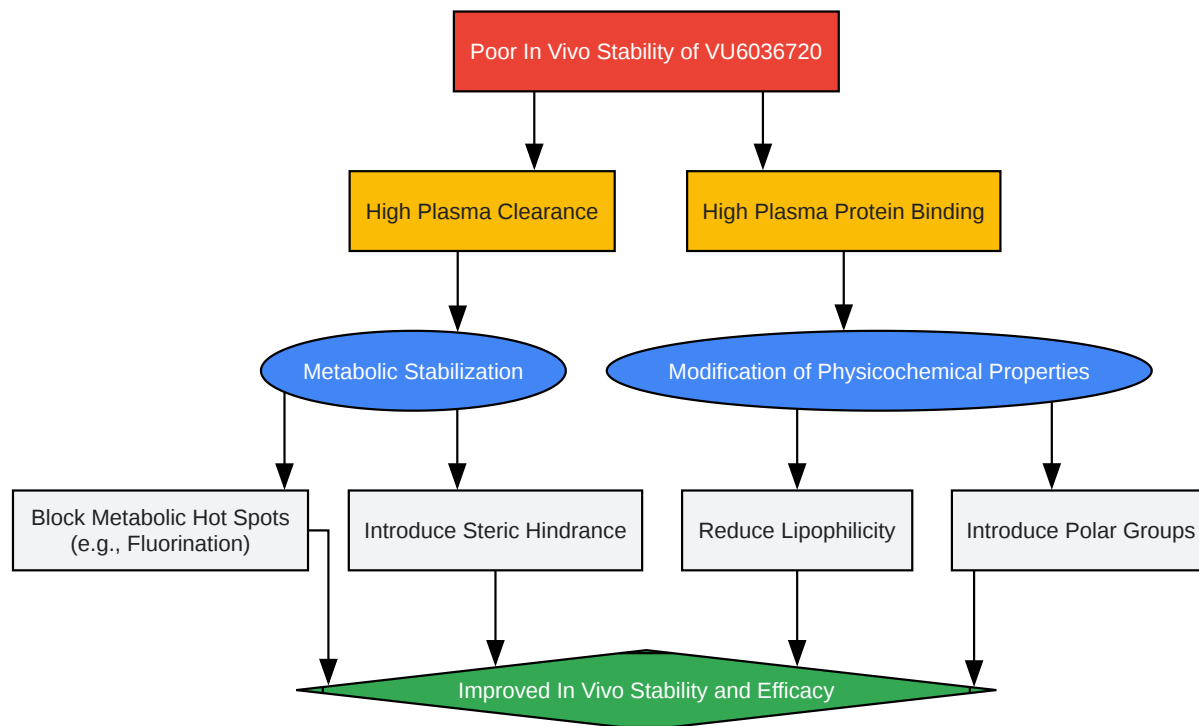 Poor In Vivo Stability of VU6036720
High Plasma Clearance
High Plasma Protein Binding
Metabolic Stabilization
Modification of Physicochemical Properties
Block Metabolic Hot Spots
(e.g., Fluorination)
Introduce Steric Hindrance
Reduce Lipophilicity
Introduce Polar Groups
Improved In Vivo Stability and Efficacy